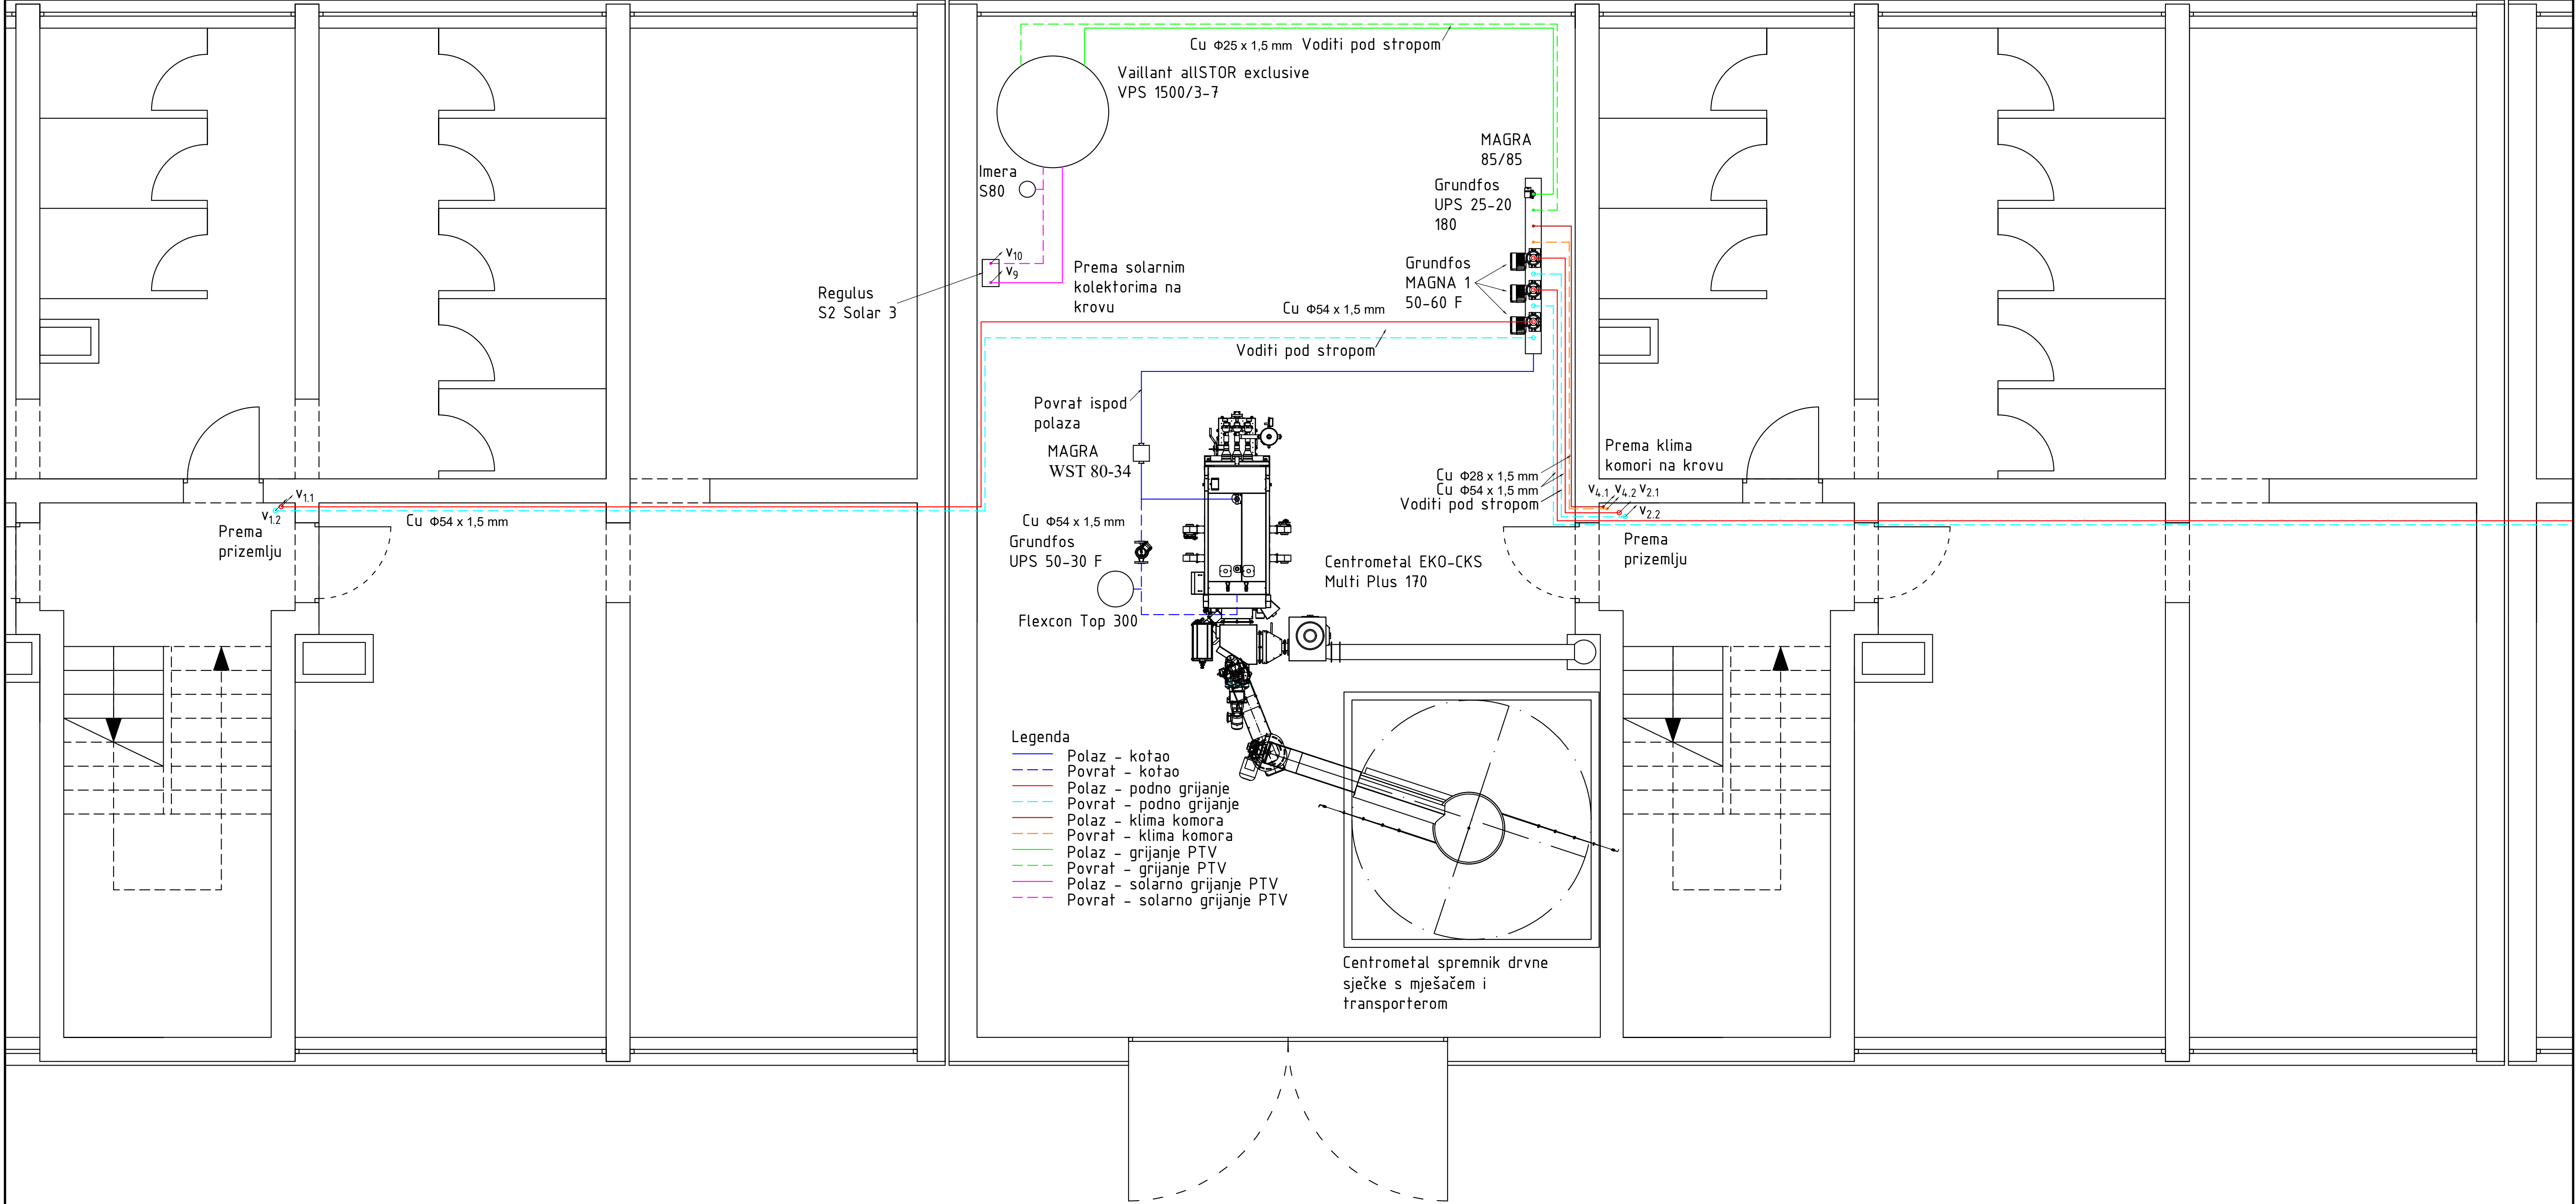 Cu Φ25 x 1,5 mm Voditi pod stropom
Vaillant allSTOR exclusive
VPS 1500/3-7
MAGRA
85/85
Imera
S80
Grundfos
UPS 25-20
180
v10
v9
Prema solarnim
kolektorima na
krovu
Regulus
S2 Solar 3
Grundfos
MAGNA 1
50-60 F
Cu Φ54 x 1,5 mm
Voditi pod stropom
Povrat ispod
polaza
MAGRA
WST 80-34
Prema klima
komori na krovu
Cu Φ28 x 1,5 mm
Cu Φ54 x 1,5 mm
Voditi pod stropom
v4.1 v4.2 v2.1
v2.2
v1.1
v1.2
Cu Φ54 x 1,5 mm
Prema
prizemlju
Cu Φ54 x 1,5 mm
Grundfos
UPS 50-30 F
Centrometal EKO-CKS
Multi Plus 170
Prema
prizemlju
Flexcon Top 300
Legenda
Polaz - kotao
Povrat - kotao
Polaz - podno grijanje
Povrat - podno grijanje
Polaz - klima komora
Povrat - klima komora
Polaz - grijanje PTV
Povrat - grijanje PTV
Polaz - solarno grijanje PTV
Povrat - solarno grijanje PTV
Centrometal spremnik drvne
sječke s mješačem i
transporterom